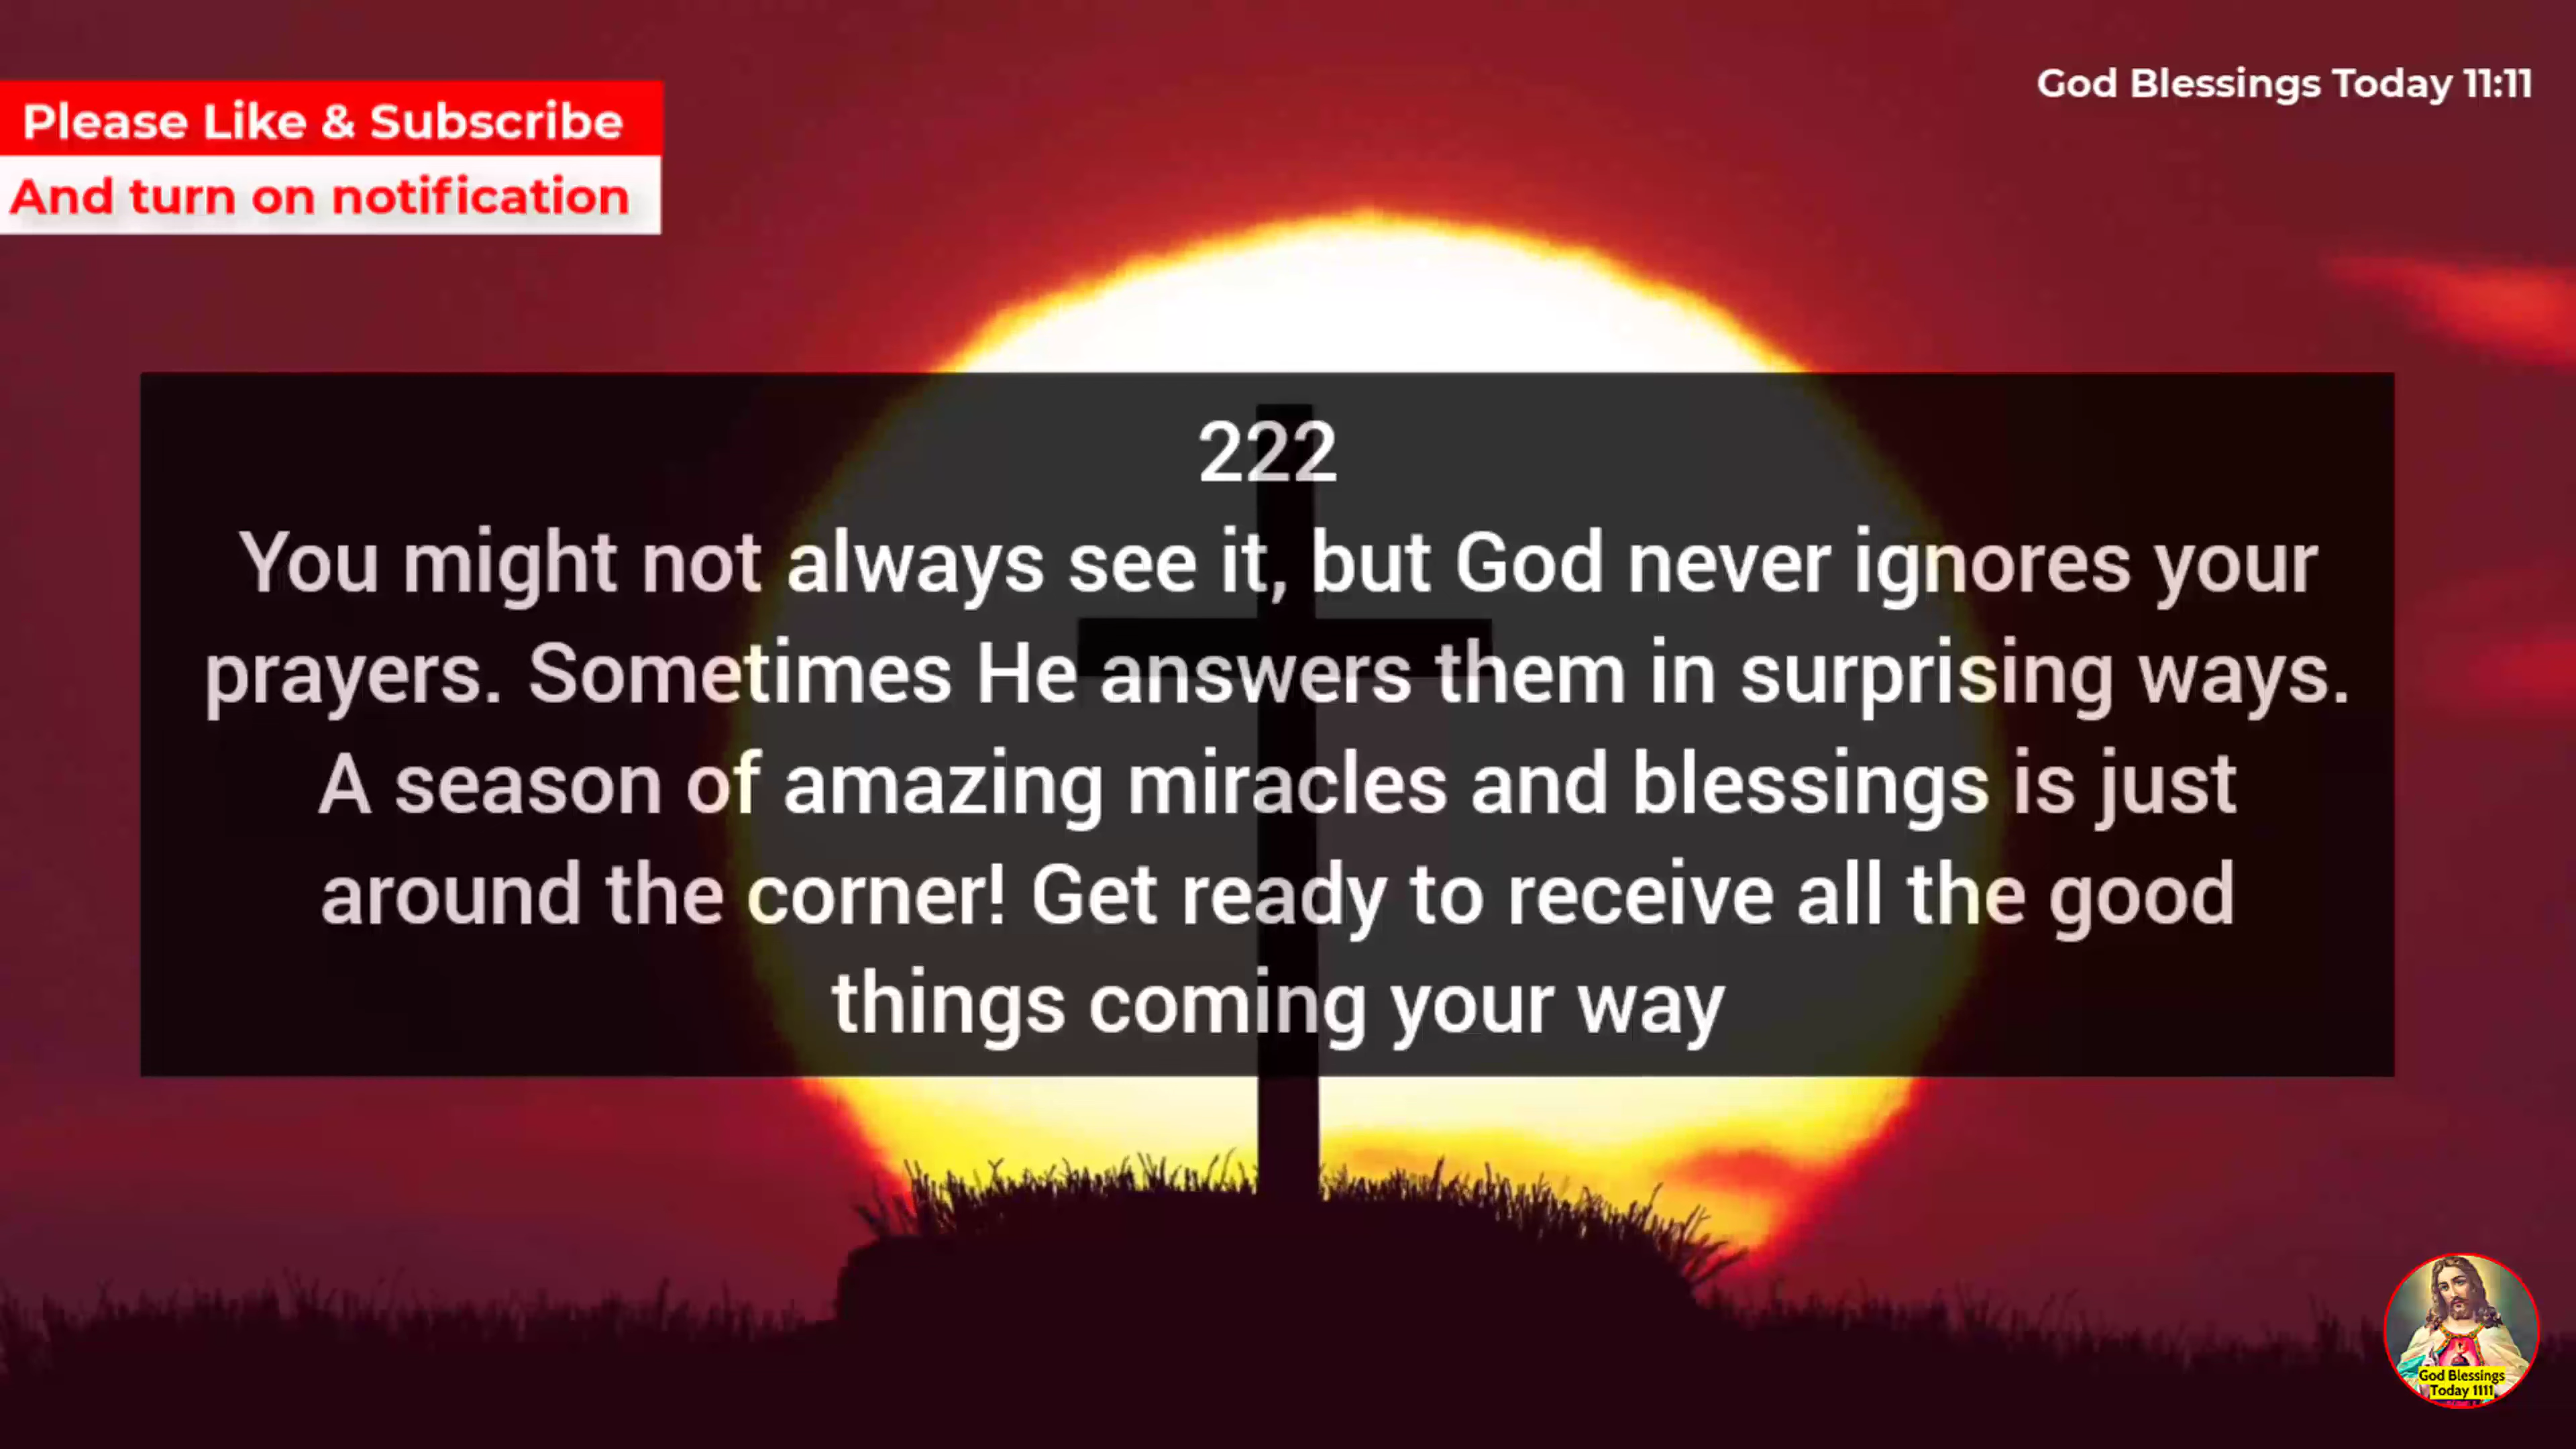 Please Like & Subscribe
And turn on notification
God Blessings Today 11:11
222
You might not always see it, but God never ignores your
prayers. Sometimes He answers them in surprising ways.
A season of amazing miracles and blessings is just
around the corner! Get ready to receive all the good
things coming your way
God Blessings
Today 1111